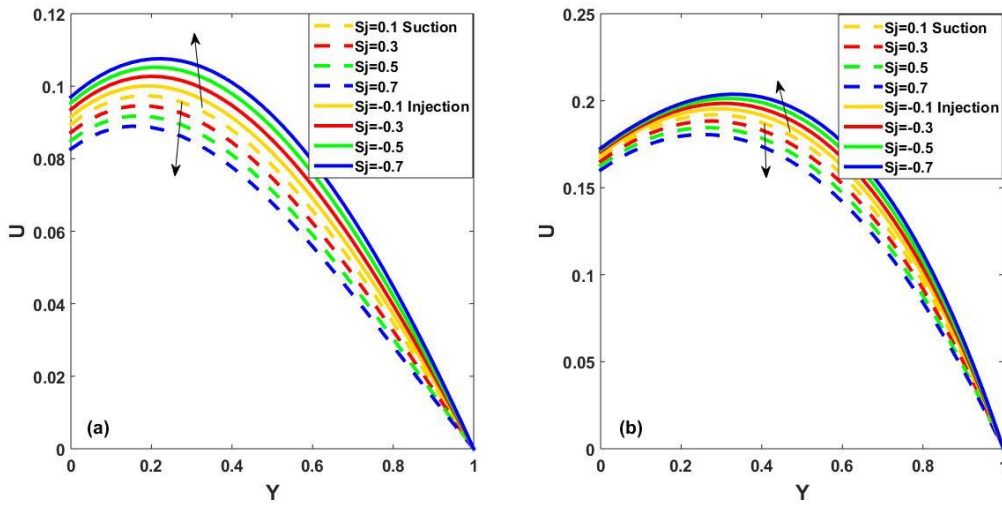 0.12
0.1
0.08
0.06
0.04
0.02
0
U
0
0.2
0.4
0.6
0.8
1
Y
(a)
Sj=0.1 Suction
Sj=0.3
Sj=0.5
Sj=0.7
Sj=-0.1 Injection
Sj=-0.3
Sj=-0.5
Sj=-0.7
0.25
0.2
0.15
0.1
0.05
0
U
0
0.2
0.4
0.6
0.8
1
Y
(b)
Sj=0.1 Suction
Sj=0.3
Sj=0.5
Sj=0.7
Sj=-0.1 Injection
Sj=-0.3
Sj=-0.5
Sj=-0.7